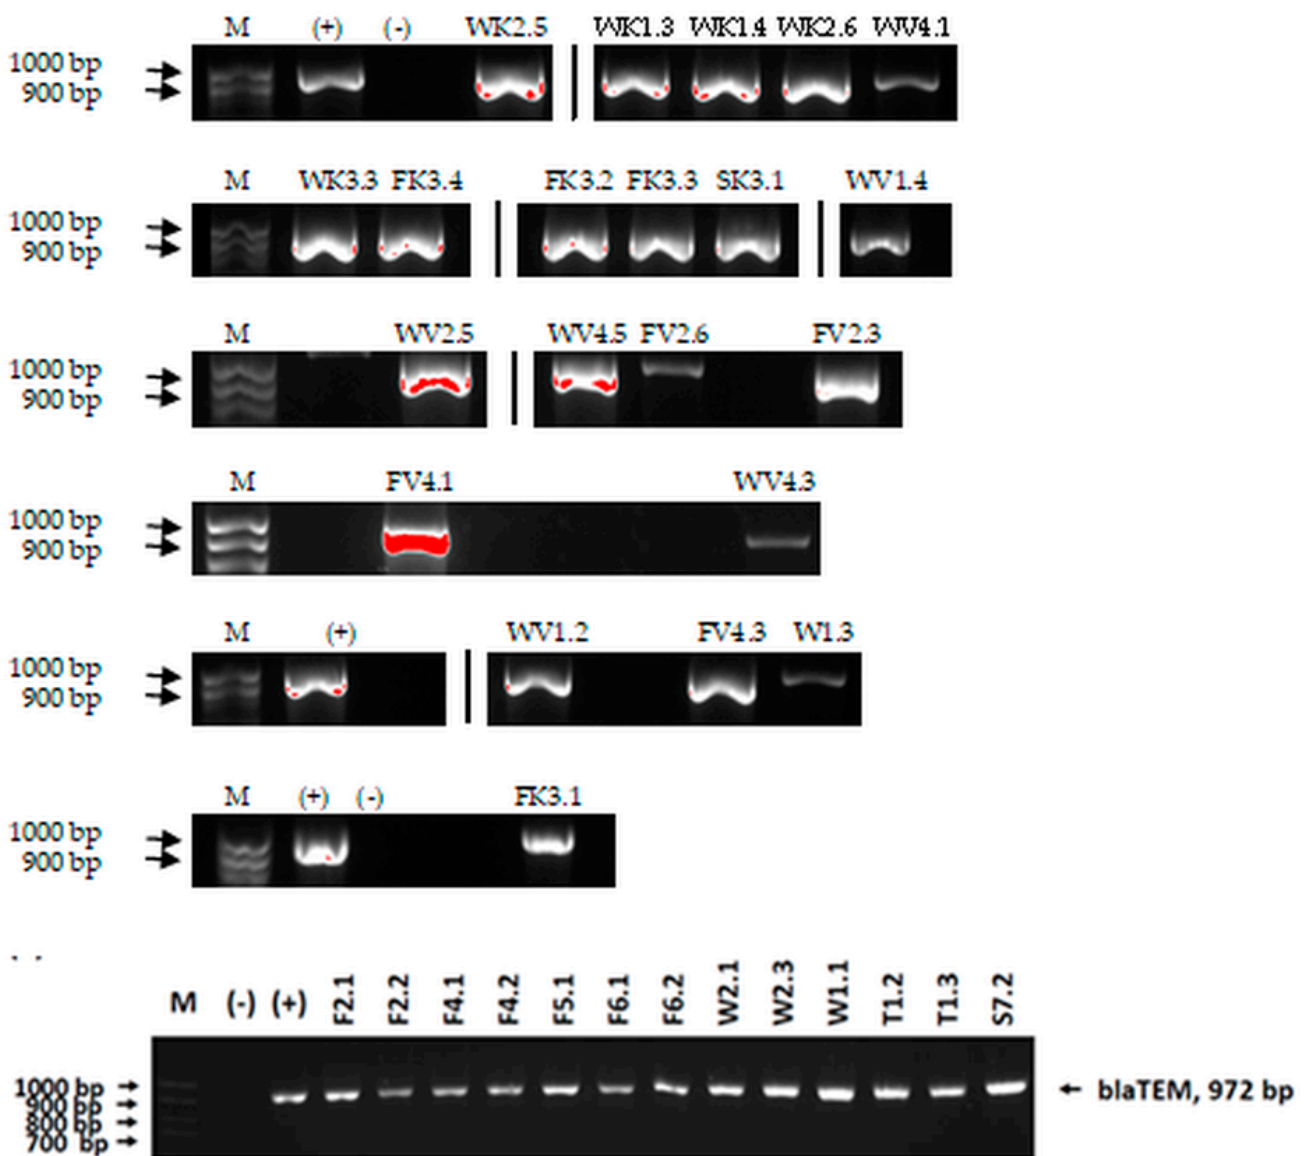 M (+) (-) WK2.5 WK1.3 WK1.4 WK2.6 WV4.1
1000 bp
900 bp
M WK3.3 FK3.4 FK3.2 FK3.3 SK3.1 WV1.4
1000 bp
900 bp
M WV2.5 WV4.5 FV2.6 FV2.3
1000 bp
900 bp
M FV4.1 WV4.3
1000 bp
900 bp
M (+) WV1.2 FV4.3 W1.3
1000 bp
900 bp
M (+) (-) FK3.1
1000 bp
900 bp
M (-) (+) F2.1 F2.2 F4.1 F4.2 F5.1 F6.1 F6.2 W2.1 W2.3 W1.1 T1.2 T1.3 S7.2
1000 bp
900 bp
800 bp
700 bp
blaTEM, 972 bp